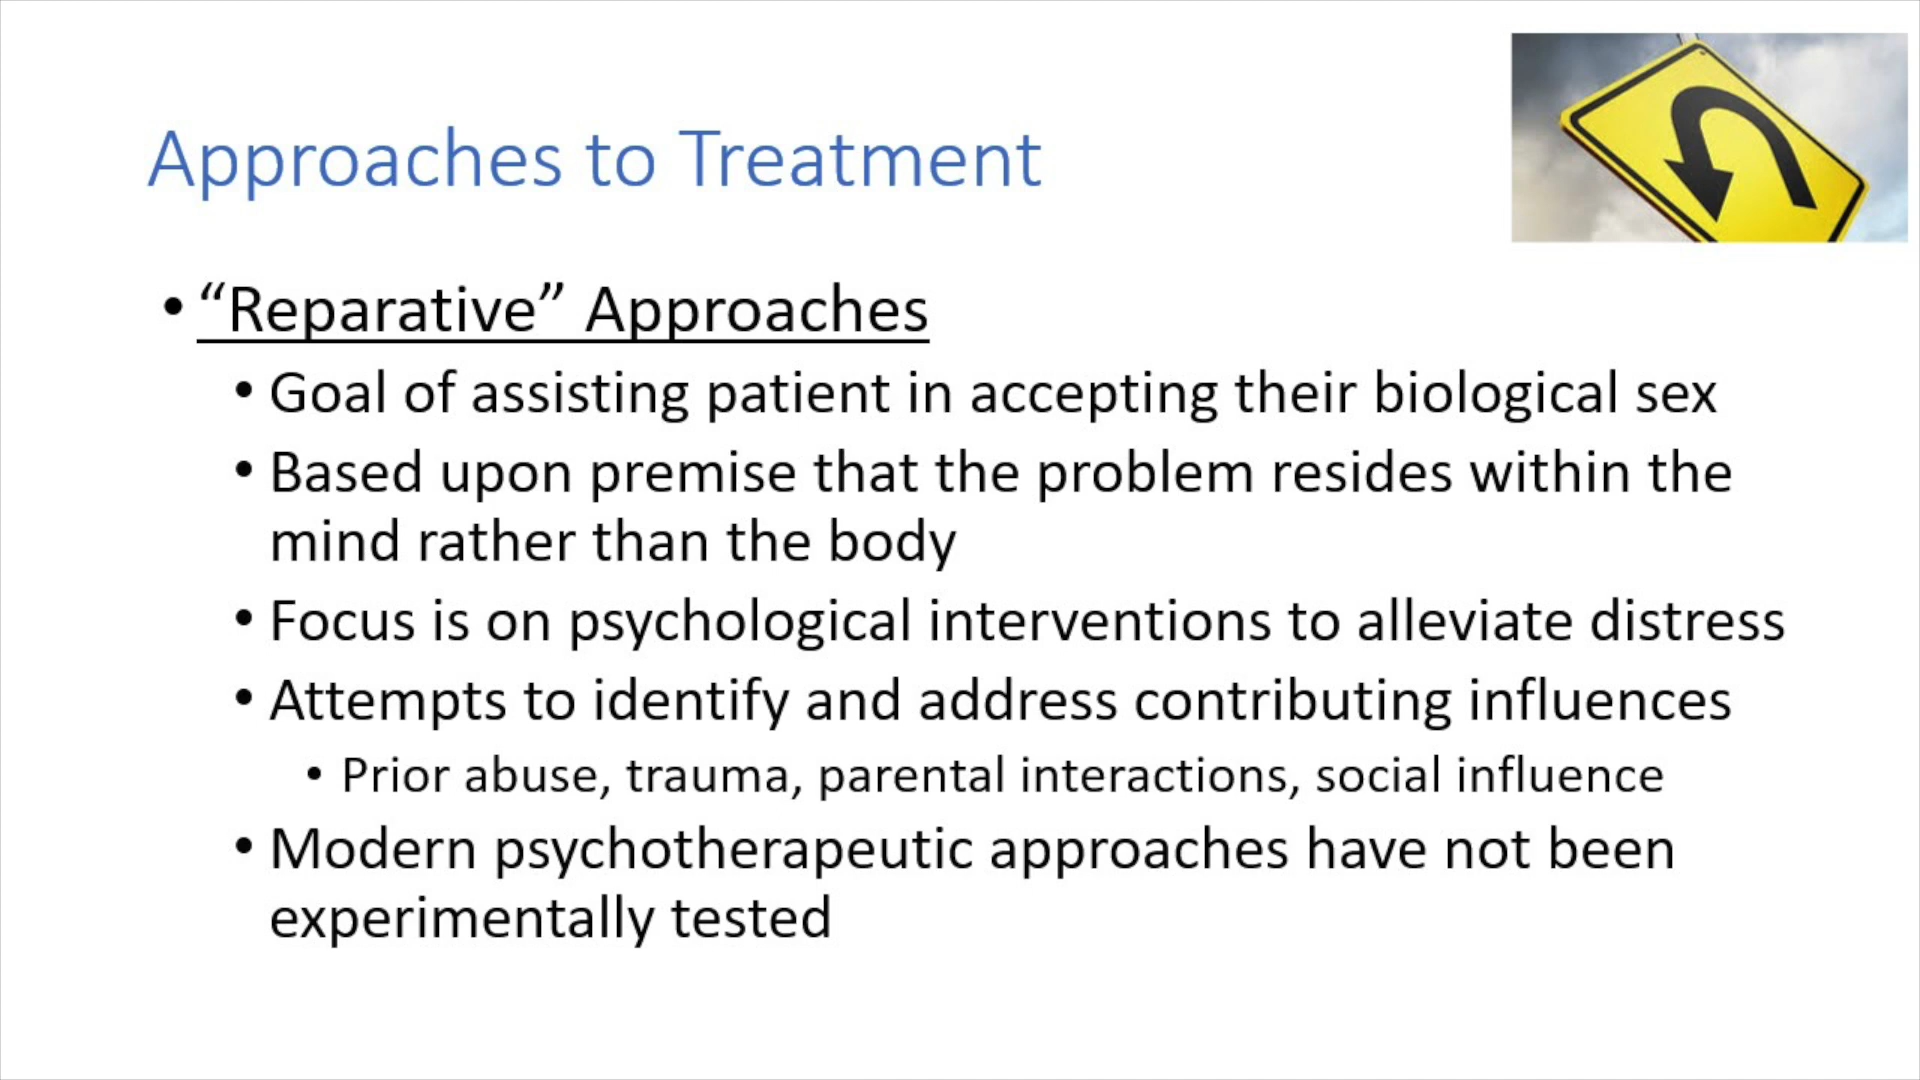 Approaches to Treatment
• “Reparative” Approaches
• Goal of assisting patient in accepting their biological sex
• Based upon premise that the problem resides within the
mind rather than the body
• Focus is on psychological interventions to alleviate distress
• Attempts to identify and address contributing influences
• Prior abuse, trauma, parental interactions, social influence
• Modern psychotherapeutic approaches have not been
experimentally tested